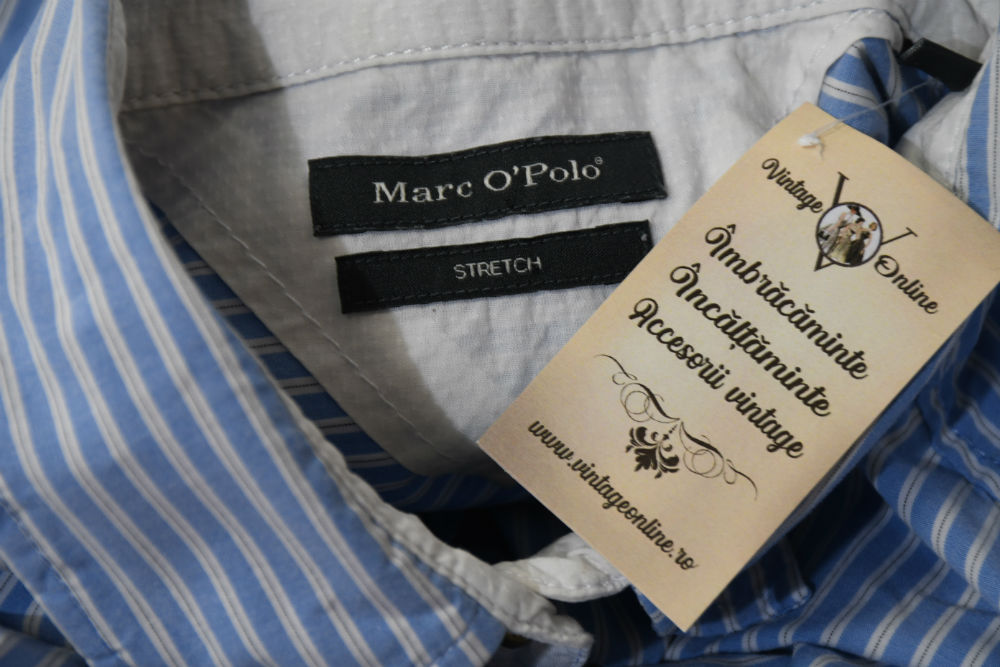 Marc O'Polo®
STRETCH
Vintage
V
Online
Îmbrăcăminte
Încălțăminte
Accesorii vintage
www.vintageonline.ro